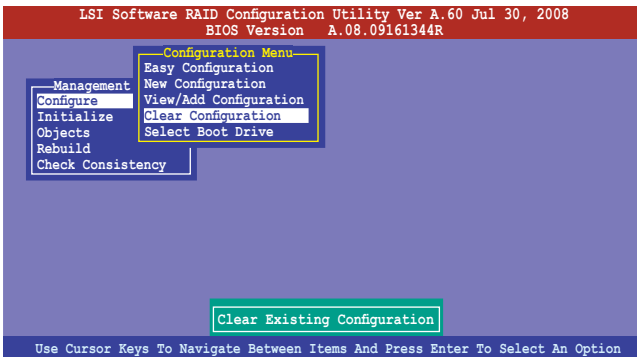 LSI Software RAID Configuration Utility Ver A.60 Jul 30, 2008
BIOS Version A.08.09161344R
Configuration Menu
Easy Configuration
New Configuration
View/Add Configuration
Clear Configuration
Select Boot Drive
Management
Configure
Initialize
Objects
Rebuild
Check Consistency
Clear Existing Configuration
Use Cursor Keys To Navigate Between Items And Press Enter To Select An Option